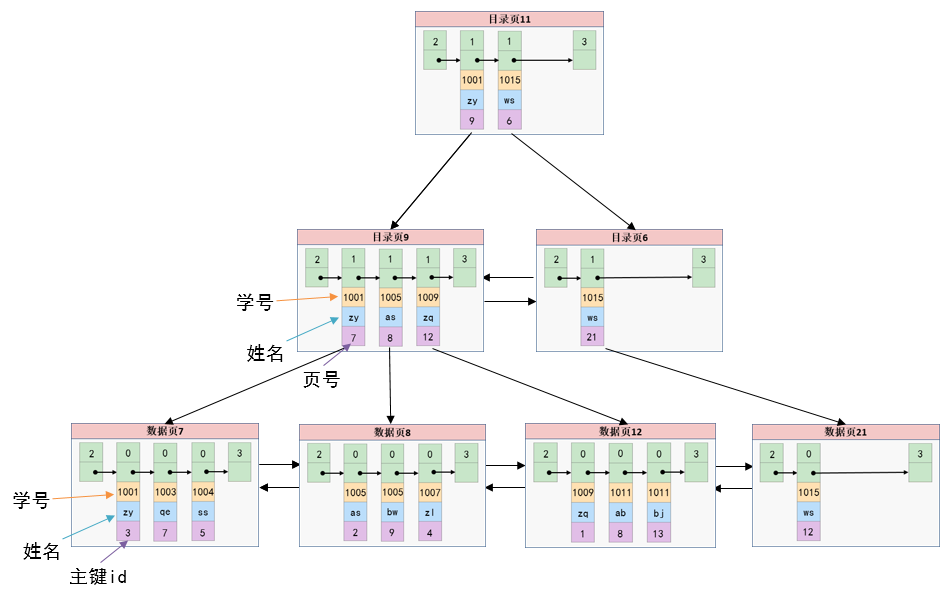 目录页11
2 1 1 3
1001 1015
zy ws
9 6
目录页9 目录页6
2 1 1 1 3 2 1 3
学号 1001 1005 1009 1015
zy as zq ws
姓名 7 8 12 21
页号
数据页7 数据页8 数据页12 数据页21
2 0 0 0 3 2 0 0 0 3 2 0 0 0 3 2 0 3
学号 1001 1003 1004 1005 1005 1007 1009 1011 1011 1015
zy qe ss as bw zl zq ab bj ws
姓名 3 7 5 2 9 4 1 8 13 12
主键id